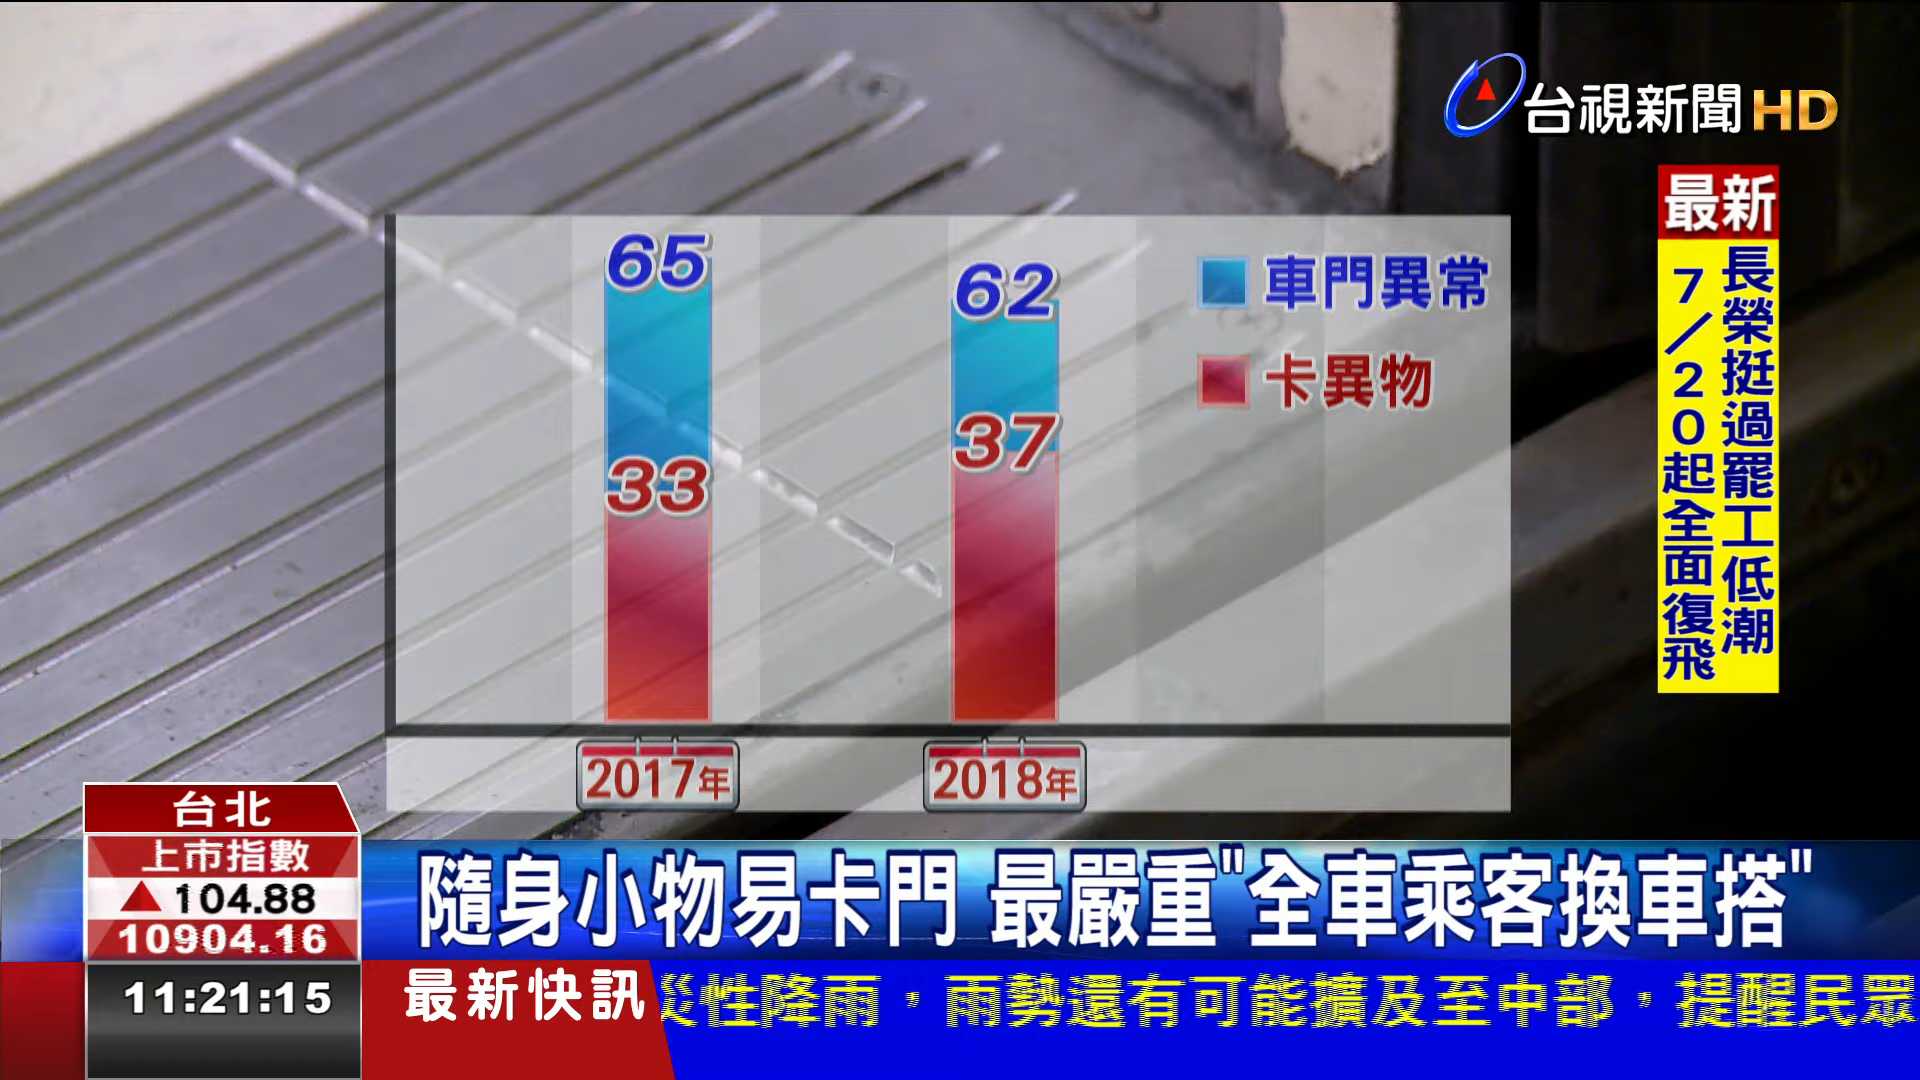 台視新聞HD
最新
長榮挺過罷工低潮
7/20起全面復飛
65
62
車門異常
37
卡異物
33
2017年
2018年
台北
上市指數
▲104.88
10904.16
隨身小物易卡門 最嚴重"全車乘客換車搭"
11:21:15
最新快訊
災性降雨，雨勢還有可能擴及至中部，提醒民眾